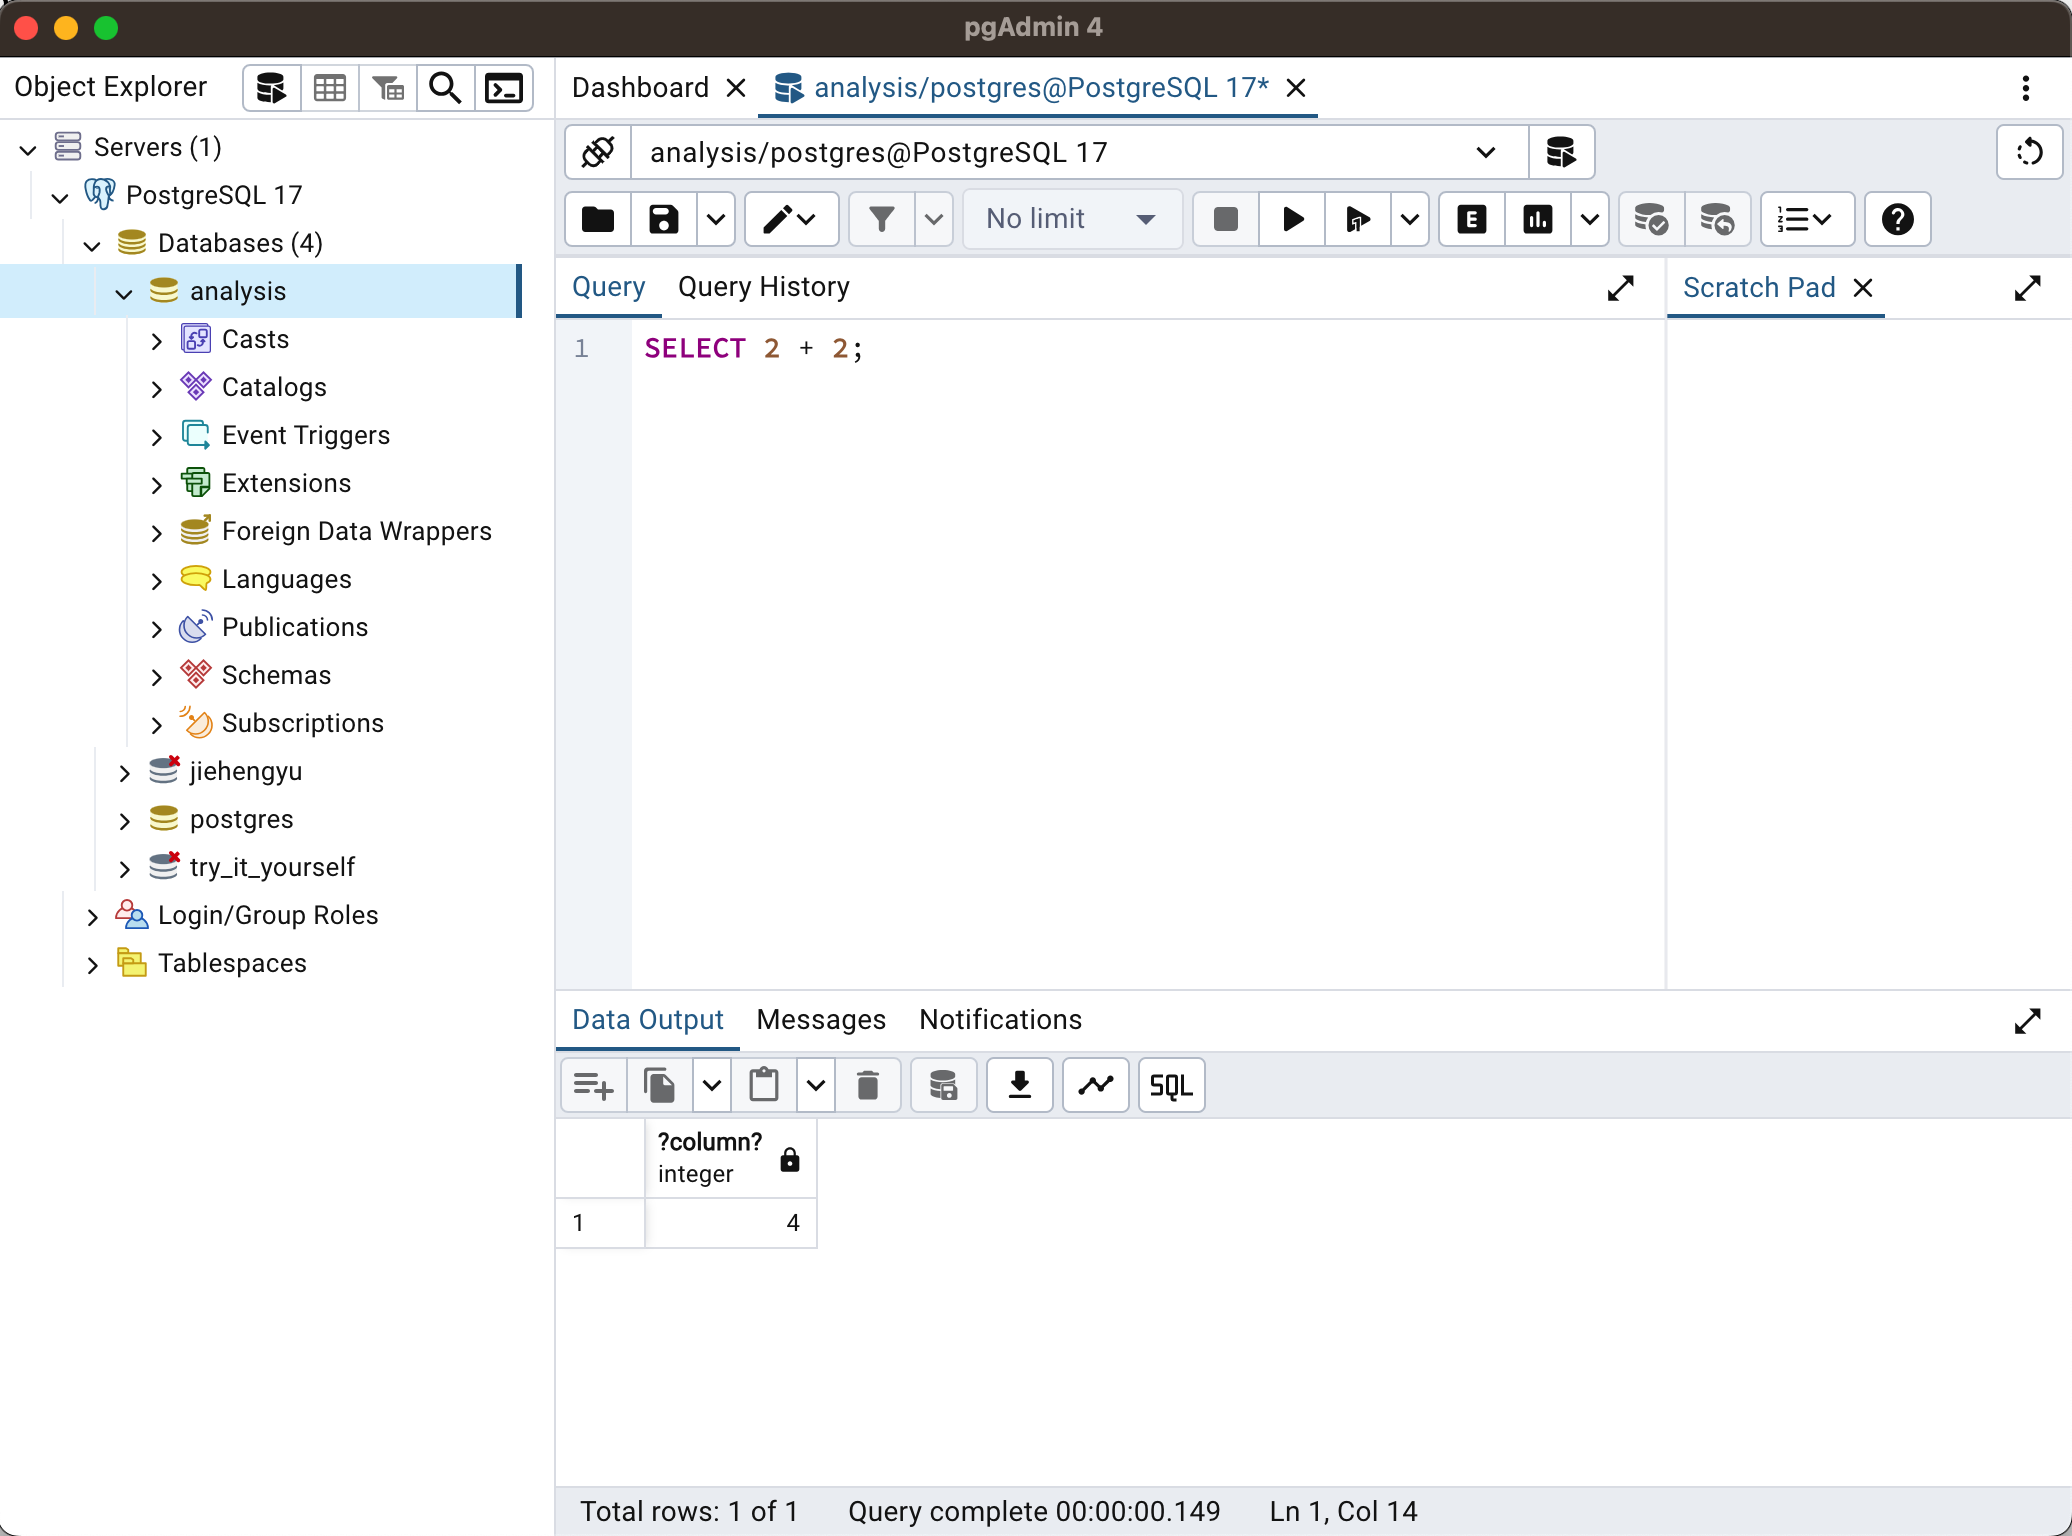 pgAdmin 4
Object Explorer
Servers (1)
PostgreSQL 17
Databases (4)
analysis
Casts
Catalogs
Event Triggers
Extensions
Foreign Data Wrappers
Languages
Publications
Schemas
Subscriptions
jiehengyu
postgres
try_it_yourself
Login/Group Roles
Tablespaces
Dashboard
analysis/postgres@PostgreSQL 17*
analysis/postgres@PostgreSQL 17
No limit
E
Query
Query History
Scratch Pad
1 SELECT 2 + 2;
Data Output
Messages
Notifications
SQL
?column?
integer
1 4
Total rows: 1 of 1
Query complete 00:00:00.149
Ln 1, Col 14